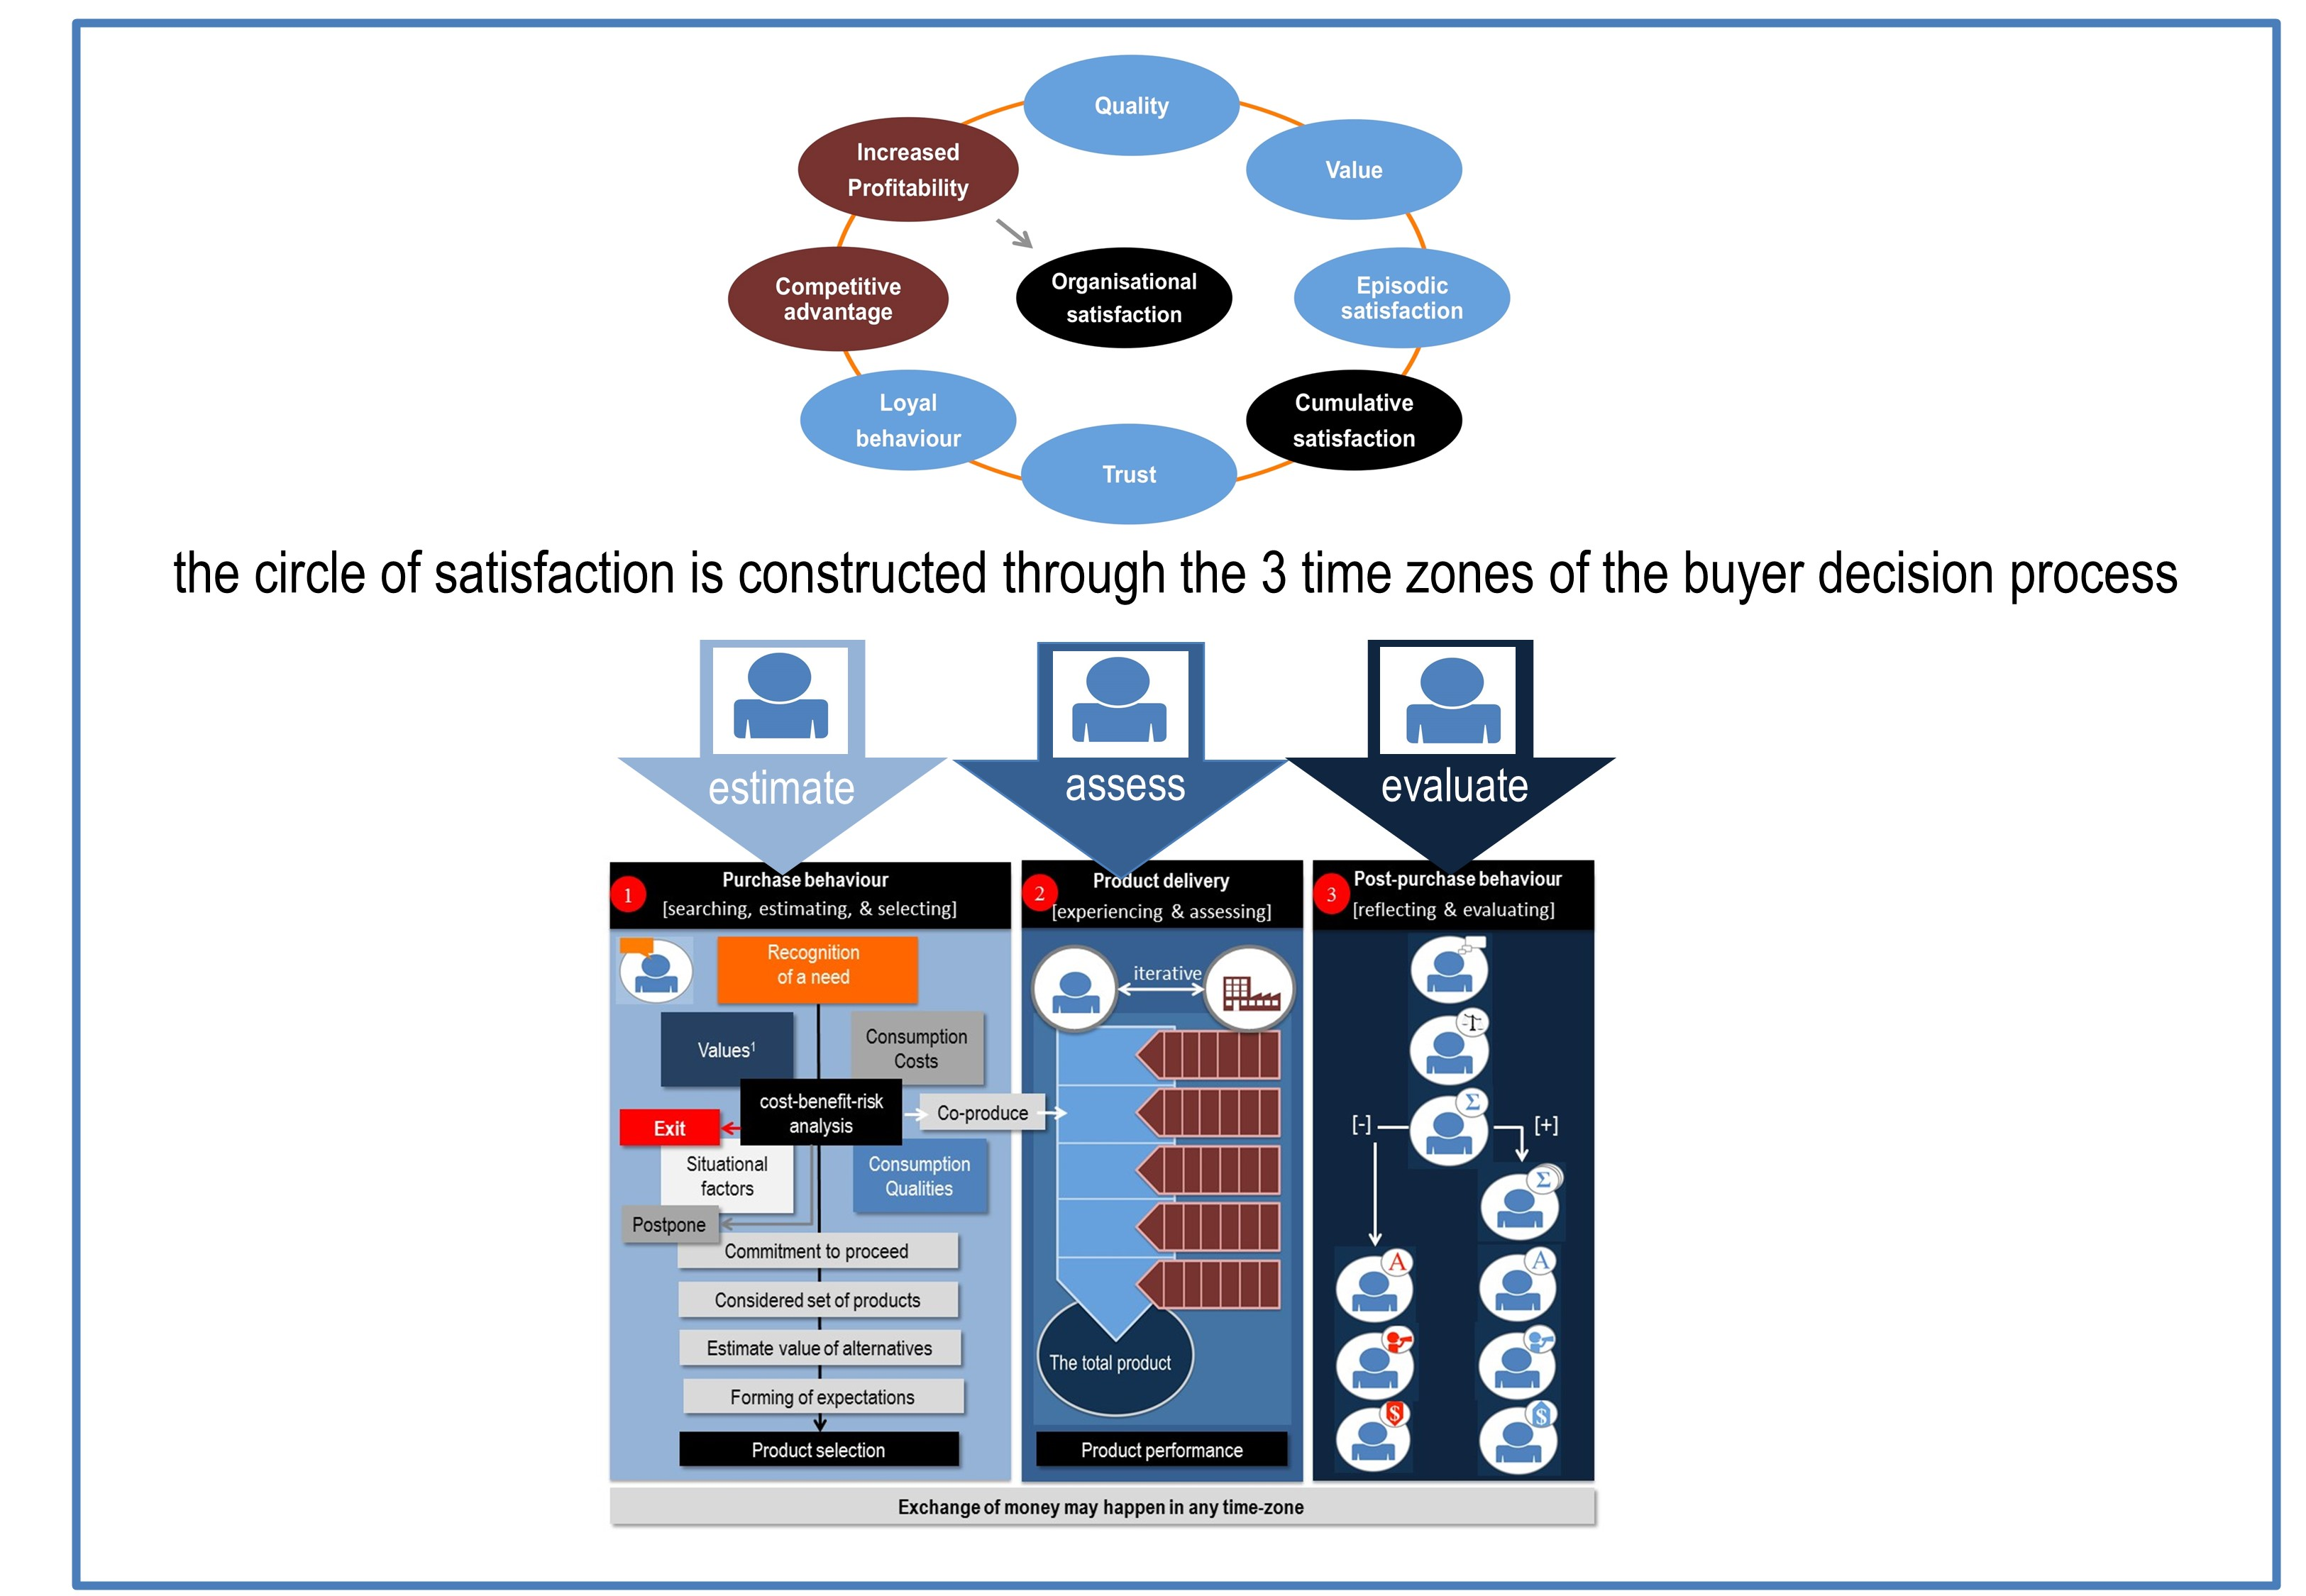 Quality
Increased
Profitability
Value
Competitive
advantage
Organisational
satisfaction
Episodic
satisfaction
Loyal
behaviour
Cumulative
satisfaction
Trust
the circle of satisfaction is constructed through the 3 time zones of the buyer decision process
estimate
assess
evaluate
1
Purchase behaviour
[searching, estimating, & selecting]
Recognition
of a need
Values¹
Consumption
Costs
cost-benefit-risk
analysis
Co-produce
Exit
Situational
factors
Consumption
Qualities
Postpone
Commitment to proceed
Considered set of products
Estimate value of alternatives
Forming of expectations
Product selection
2
Product delivery
[experiencing & assessing]
iterative
The total product
Product performance
3
Post-purchase behaviour
[reflecting & evaluating]
Σ
[-]
[+]
Σ
A
A
$
$
Exchange of money may happen in any time-zone